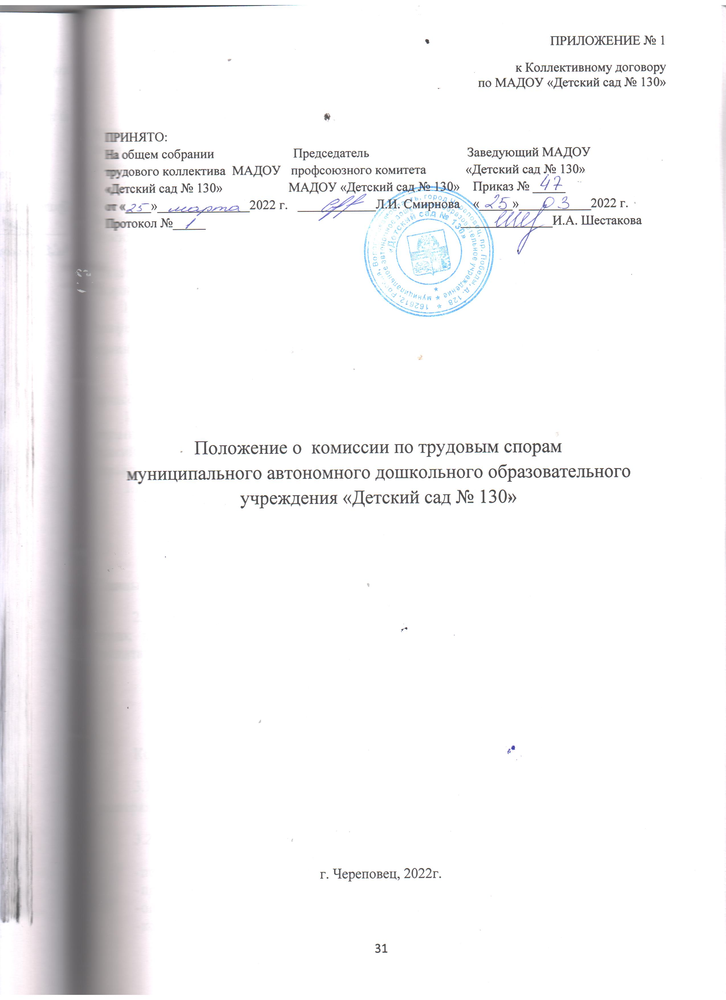 ПРИЛОЖЕНИЕ № 1
к Коллективному договору
по МАДОУ «Детский сад № 130»
ПРИНЯТО:
На общем собрании Председатель Заведующий МАДОУ
трудового коллектива МАДОУ профсоюзного комитета «Детский сад № 130»
«Детский сад № 130» МАДОУ «Детский сад № 130» Приказ № 47
от «25» марта 2022 г. Л.И. Смирнова «25» 03 2022 г.
Протокол № 1 И.А. Шестакова
область, город Череповец, пр. Победы, д. 128 * 162612,
* муниципальное автономное образовательное учреждение
«Детский сад № 130»
Положение о комиссии по трудовым спорам
муниципального автономного дошкольного образовательного
учреждения «Детский сад № 130»
г. Череповец, 2022г.
31